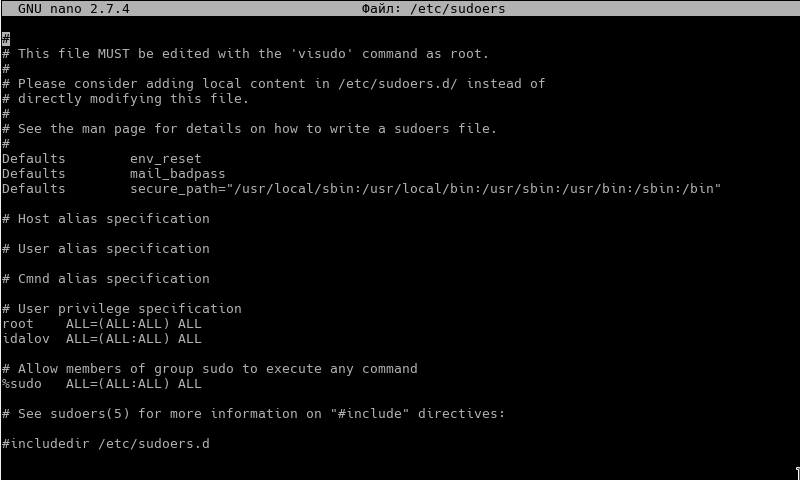 GNU nano 2.7.4 Файл: /etc/sudoers
#
# This file MUST be edited with the 'visudo' command as root.
#
# Please consider adding local content in /etc/sudoers.d/ instead of
# directly modifying this file.
#
# See the man page for details on how to write a sudoers file.
#
Defaults env_reset
Defaults mail_badpass
Defaults secure_path="/usr/local/sbin:/usr/local/bin:/usr/sbin:/usr/bin:/sbin:/bin"
# Host alias specification
# User alias specification
# Cmnd alias specification
# User privilege specification
root ALL=(ALL:ALL) ALL
idalov ALL=(ALL:ALL) ALL
# Allow members of group sudo to execute any command
%sudo ALL=(ALL:ALL) ALL
# See sudoers(5) for more information on "#include" directives:
#includedir /etc/sudoers.d